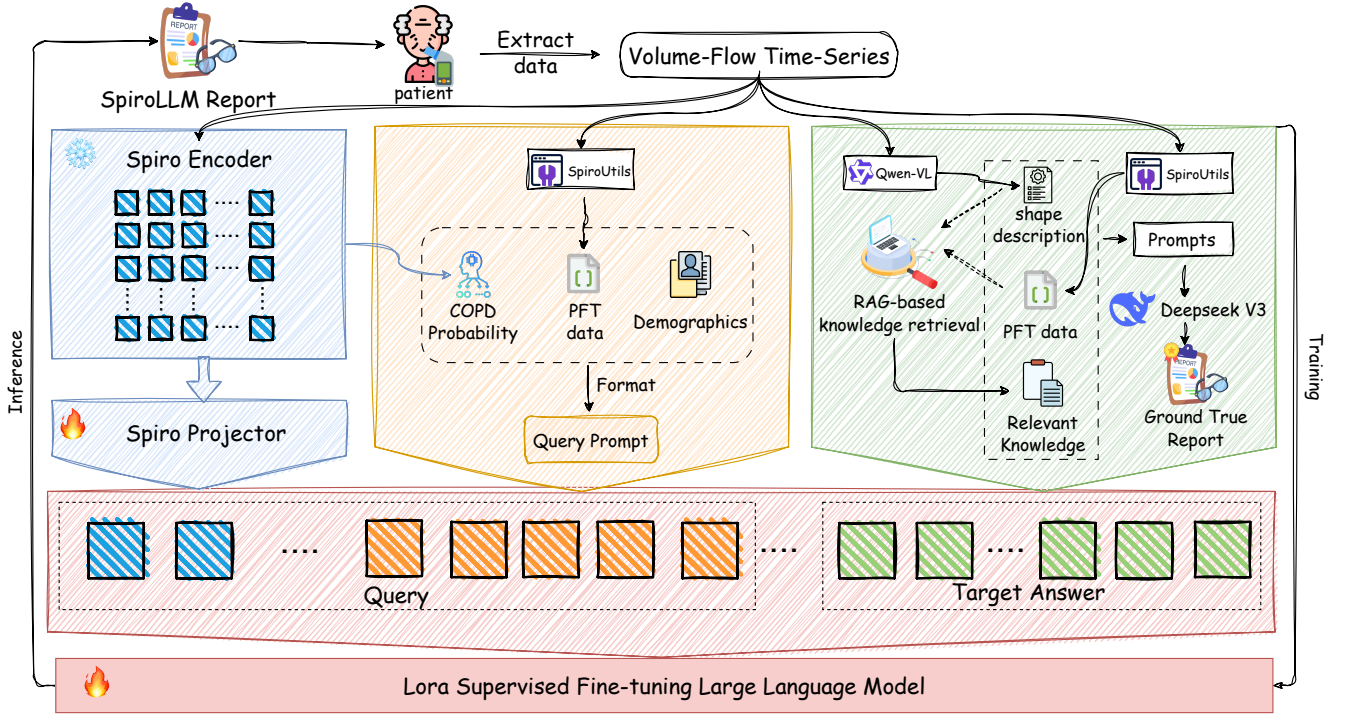 SpiroLLM Report
patient
Extract
data
Volume-Flow Time-Series
Inference
Training
Spiro Encoder
Spiro Projector
SpiroUtils
COPD
Probability
PFT
data
Demographics
Format
Query Prompt
Qwen-VL
SpiroUtils
shape
description
Prompts
RAG-based
knowledge retrieval
PFT data
Deepseek V3
REPORT
Relevant
Knowledge
Ground True
Report
REPORT
Query
Target Answer
Lora Supervised Fine-tuning Large Language Model